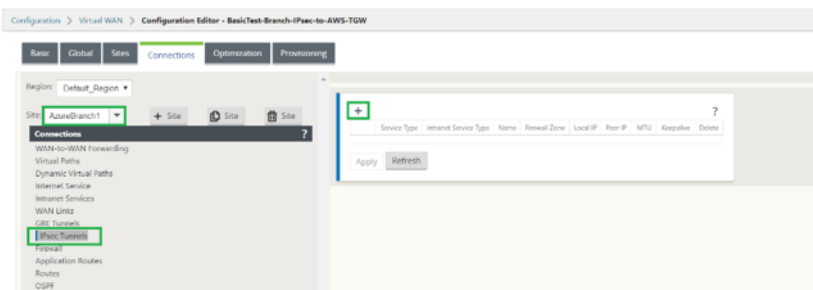 Configuration > Virtual WAN > Configuration Editor - BasicTest-Branch-IPsec-to-AWS-TGW
Basic Global Sites Connections Optimization Provisioning
Region: Default_Region
Site: AzureBranch1 + Site Site Site
Connections ?
WAN-to-WAN Forwarding
Virtual Paths
Dynamic Virtual Paths
Internet Service
Intranet Services
WAN Links
GRE Tunnels
IPsec Tunnels
Firewall
Application Routes
Routes
OSPF
+ ?
Service Type Intranet Service Type Name Firewall Zone Local IP Peer IP MTU Keepalive Delete
Apply Refresh